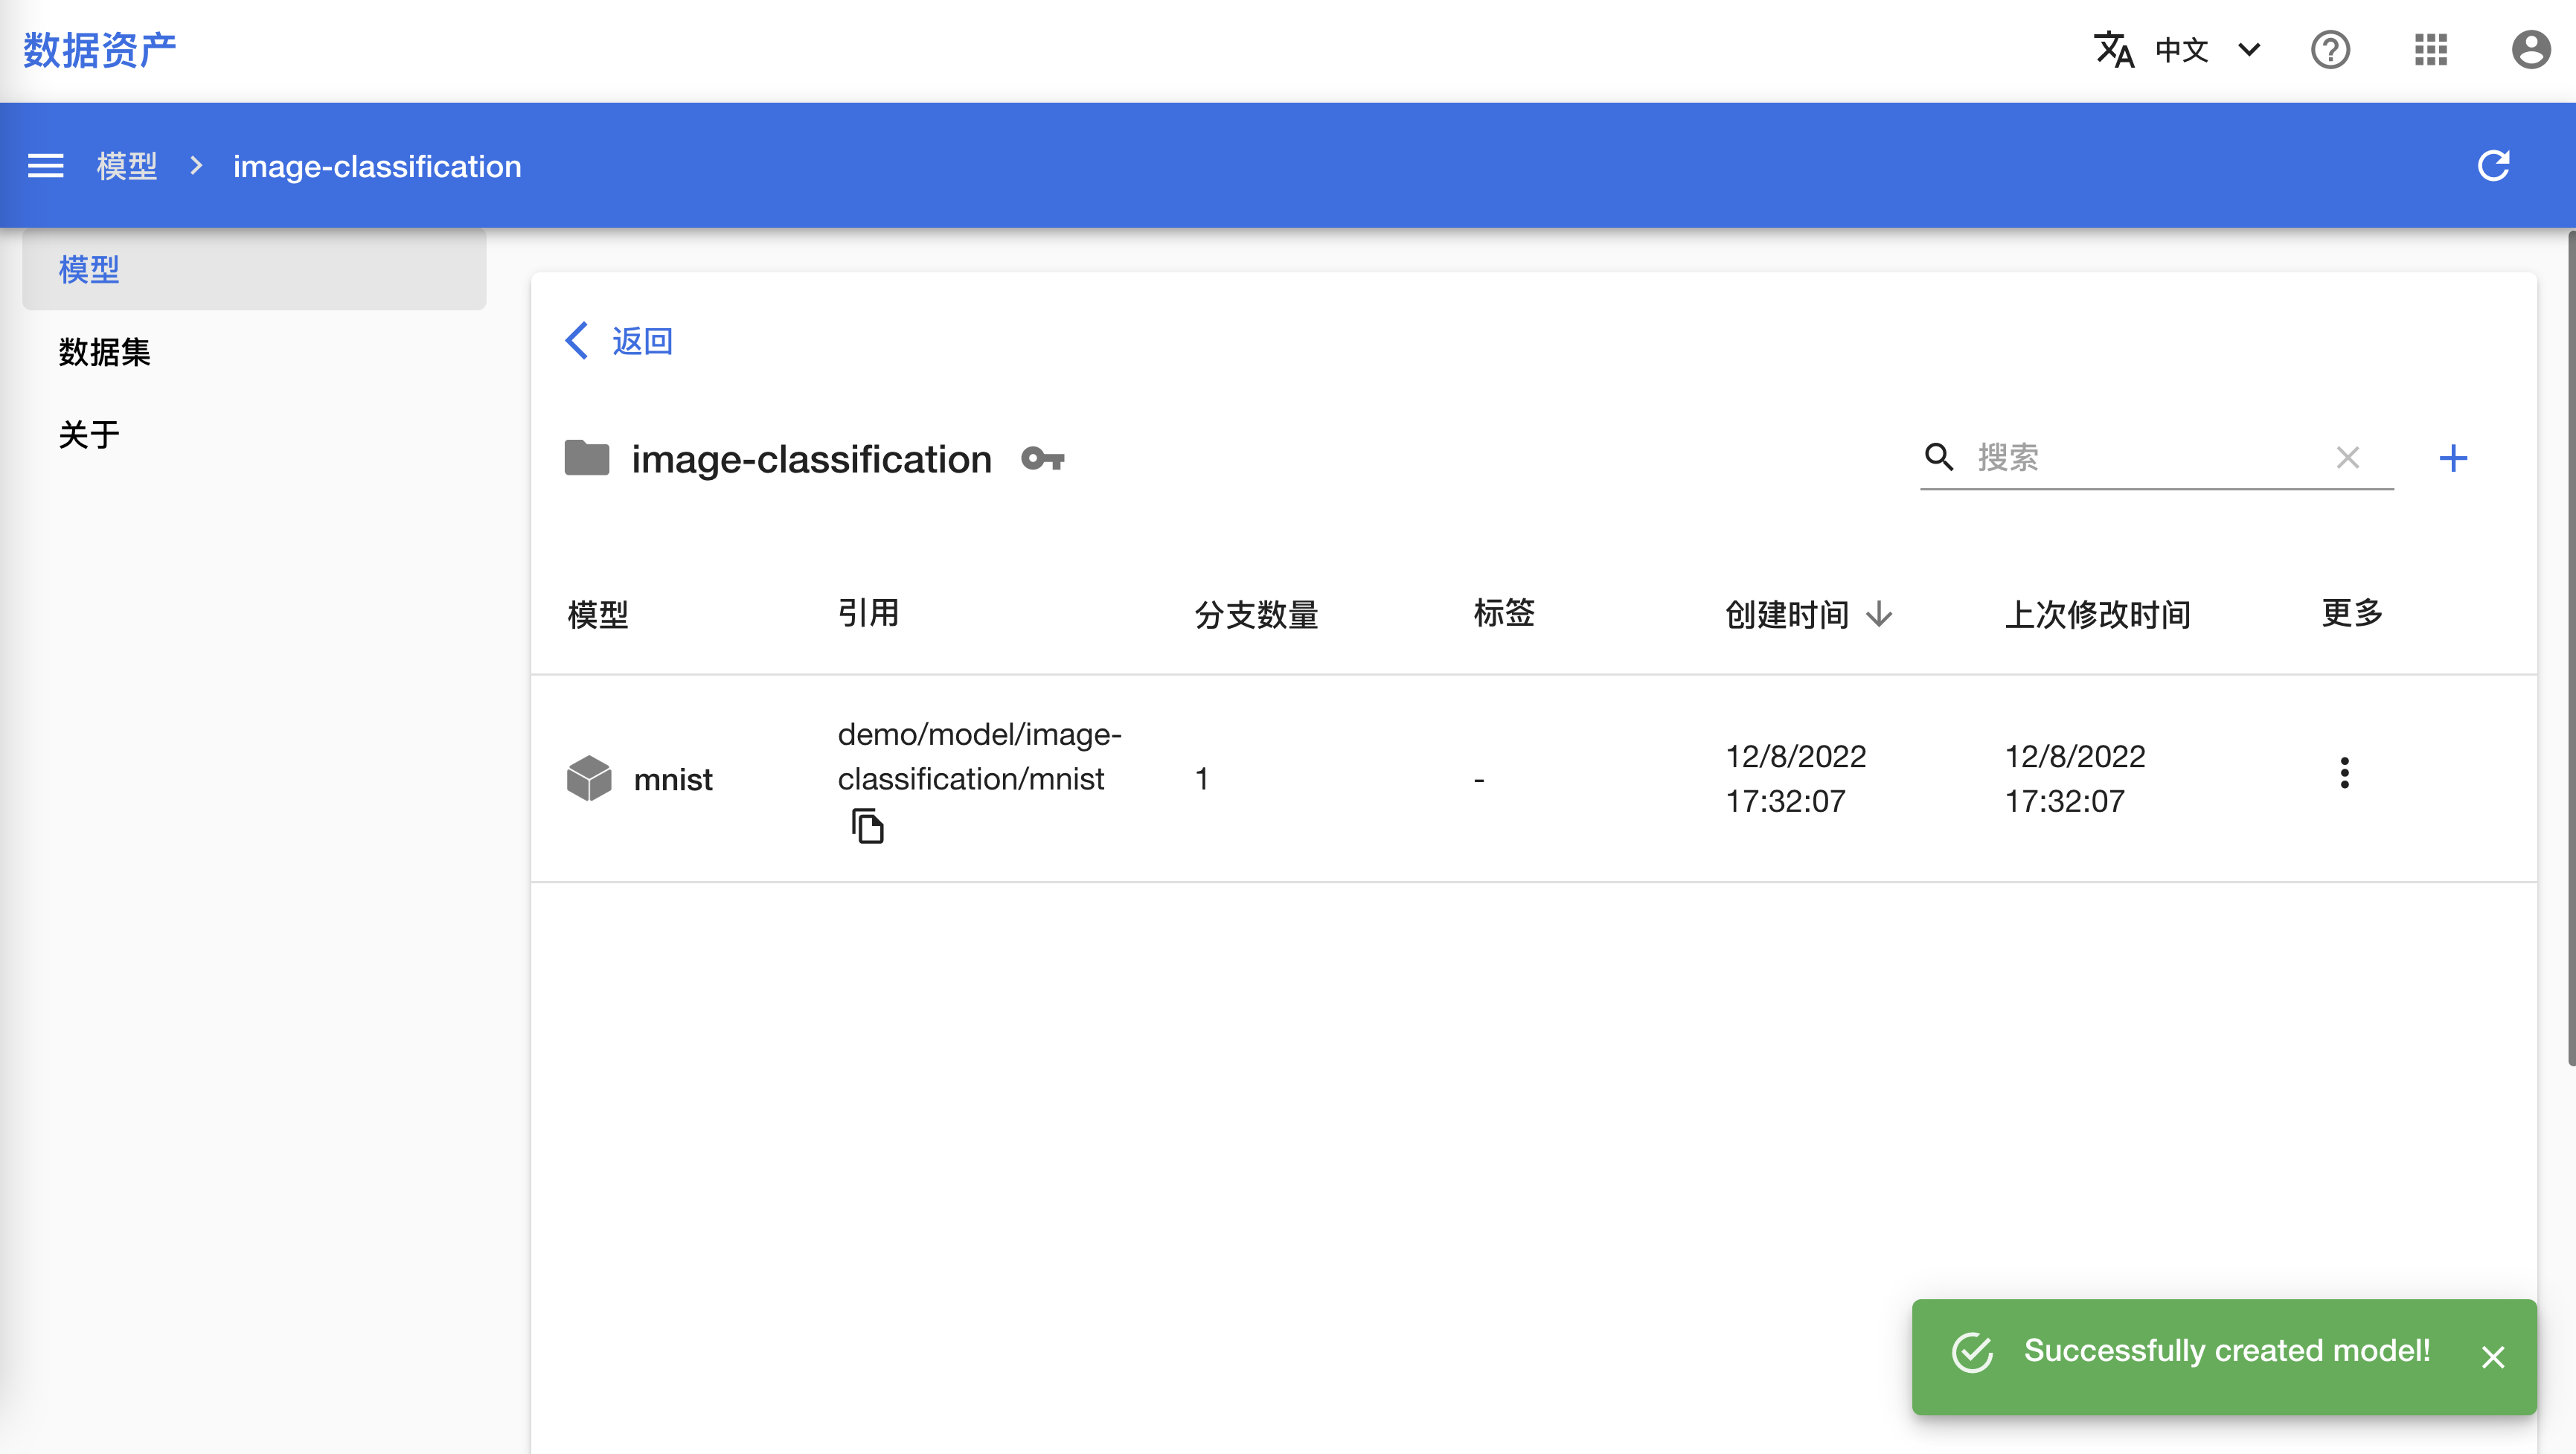 数据资产
中文
模型
image-classification
模型
数据集
关于
返回
image-classification
搜索
模型 引用 分支数量 标签 创建时间 上次修改时间 更多
mnist
demo/model/image-
classification/mnist
1
-
12/8/2022
17:32:07
12/8/2022
17:32:07
Successfully created model!